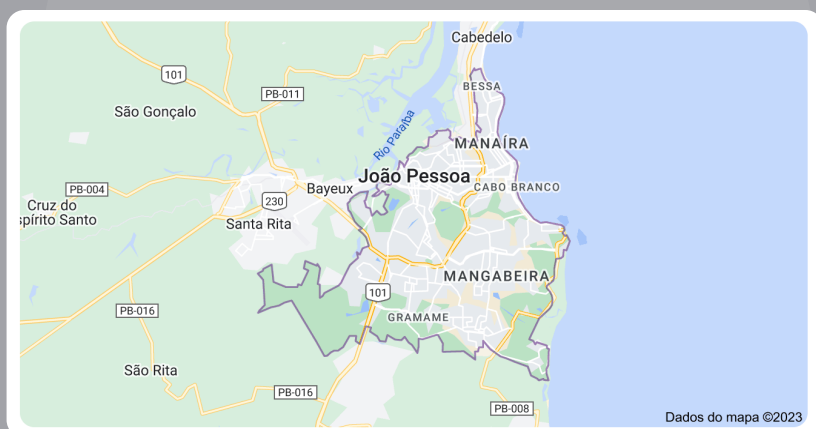 Cabedelo
101
BESSA
PB-011
São Gonçalo
Rio Paraíba
MANAÍRA
João Pessoa
CABO BRANCO
PB-004
Bayeux
Cruz do
spírito Santo
230
Santa Rita
MANGABEIRA
101
PB-016
GRAMAME
São Rita
PB-016
PB-008
Dados do mapa ©2023